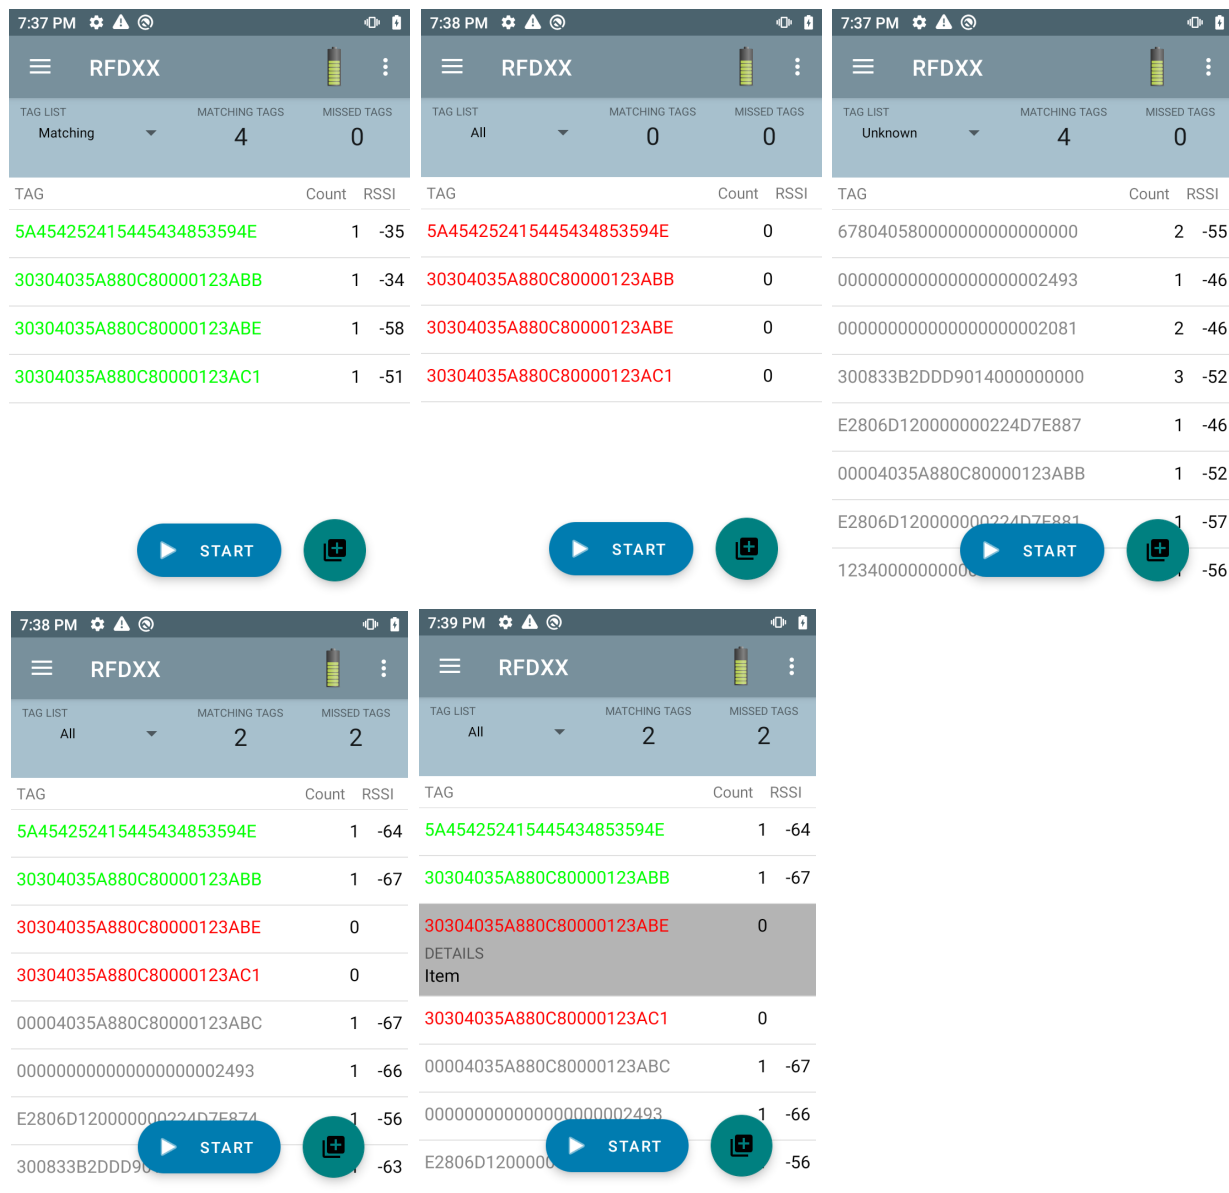 7:37 PM
RFDXX
TAG LIST MATCHING TAGS MISSED TAGS
Matching 4 0
TAG Count RSSI
5A454252415445434853594E 1 -35
30304035A880C80000123ABB 1 -34
30304035A880C80000123ABE 1 -58
30304035A880C80000123AC1 1 -51
START
7:38 PM
RFDXX
TAG LIST MATCHING TAGS MISSED TAGS
All 0 0
TAG Count RSSI
5A454252415445434853594E 0
30304035A880C80000123ABB 0
30304035A880C80000123ABE 0
30304035A880C80000123AC1 0
START
7:37 PM
RFDXX
TAG LIST MATCHING TAGS MISSED TAGS
Unknown 4 0
TAG Count RSSI
678040580000000000000000 2 -55
000000000000000000002493 1 -46
000000000000000000002081 2 -46
300833B2DDD9014000000000 3 -52
E2806D120000000224D7E887 1 -46
00004035A880C80000123ABB 1 -52
E2806D120000000224D7E881 1 -57
-56
START
7:38 PM
RFDXX
TAG LIST MATCHING TAGS MISSED TAGS
All 2 2
TAG Count RSSI
5A454252415445434853594E 1 -64
30304035A880C80000123ABB 1 -67
30304035A880C80000123ABE 0
30304035A880C80000123AC1 0
00004035A880C80000123ABC 1 -67
000000000000000000002493 1 -66
E2806D120000000224D7E874 1 -56
300833B2DDD90 -63
START
7:39 PM
RFDXX
TAG LIST MATCHING TAGS MISSED TAGS
All 2 2
TAG Count RSSI
5A454252415445434853594E 1 -64
30304035A880C80000123ABB 1 -67
30304035A880C80000123ABE 0
DETAILS
Item
30304035A880C80000123AC1 0
00004035A880C80000123ABC 1 -67
000000000000000000002493 1 -66
E2806D1200000 -56
START